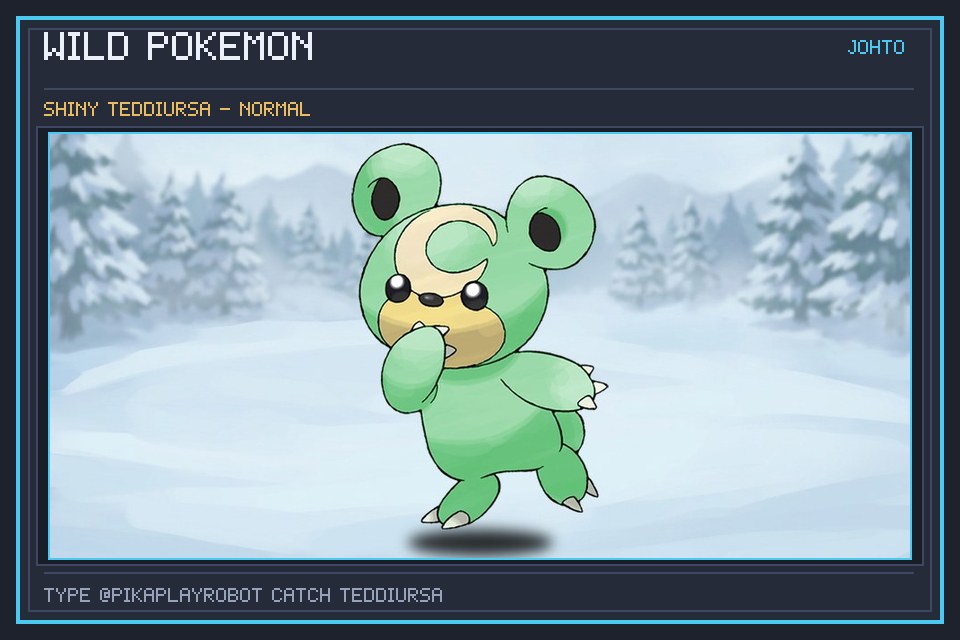 WILD POKEMON
JOHTO
SHINY TEDDIURSA – NORMAL
TYPE @PIKAPLAYROBOT CATCH TEDDIURSA